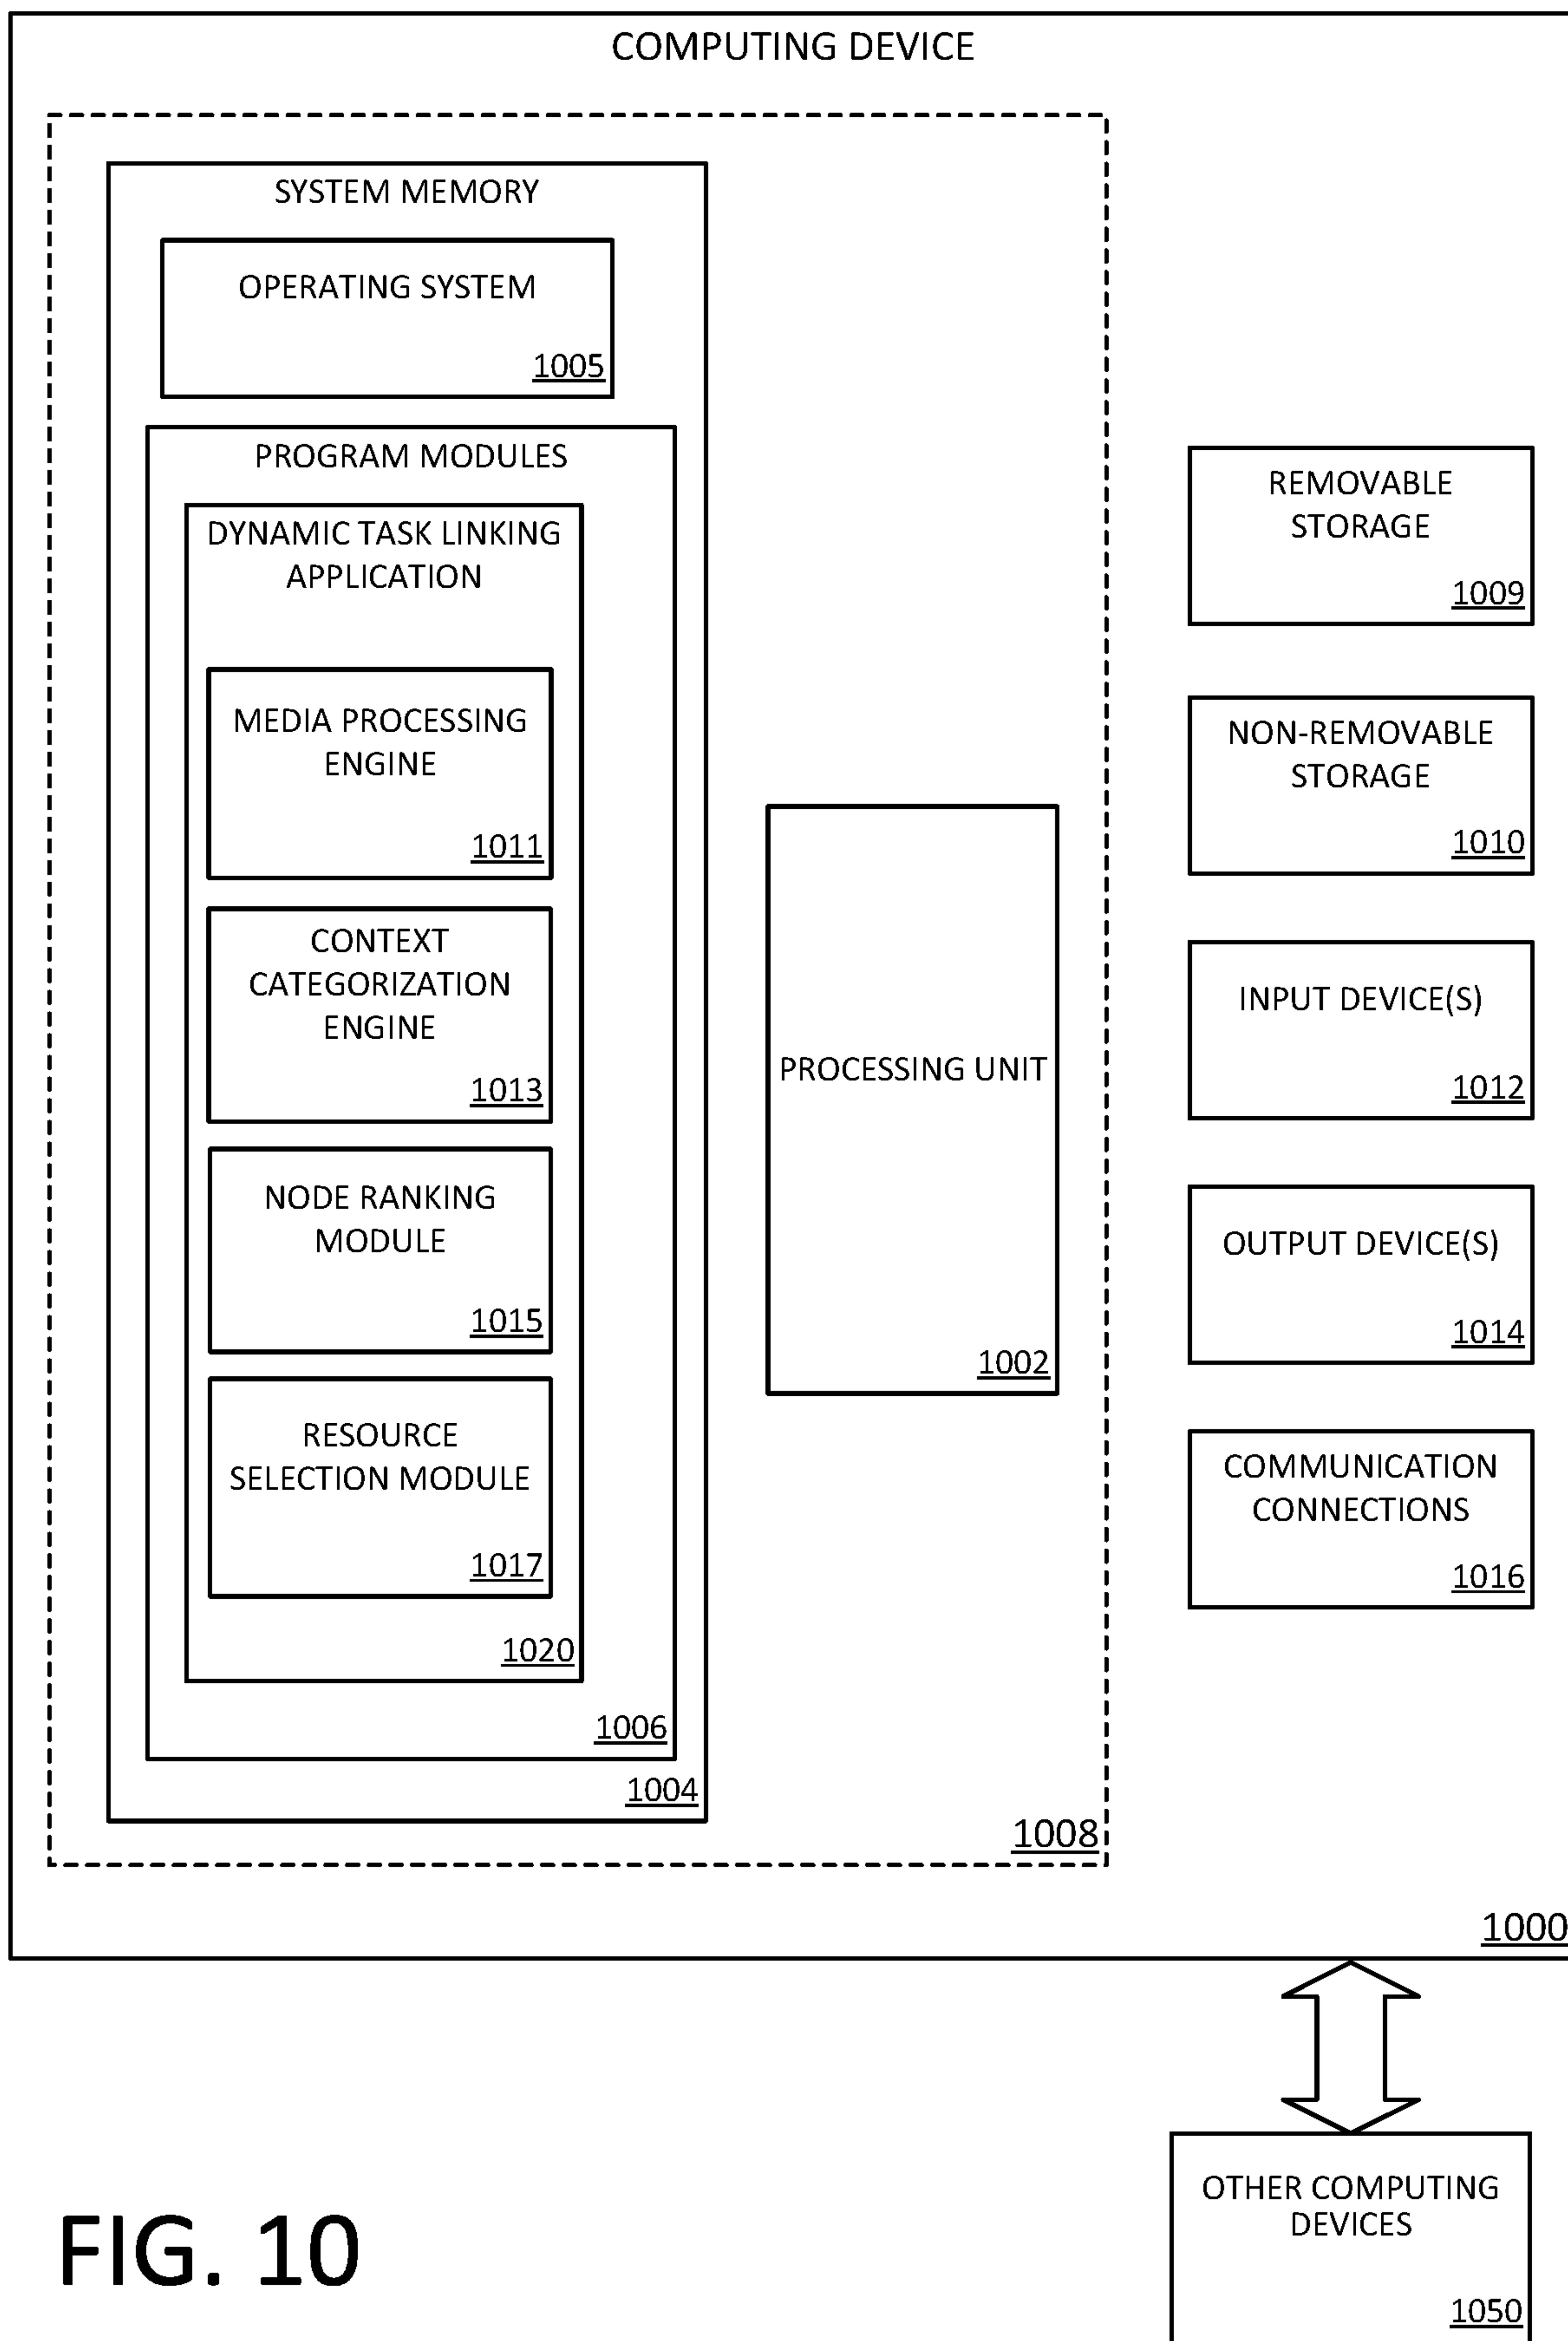 COMPUTING DEVICE
SYSTEM MEMORY
OPERATING SYSTEM
1005
PROGRAM MODULES
DYNAMIC TASK LINKING
APPLICATION
MEDIA PROCESSING
ENGINE
1011
CONTEXT
CATEGORIZATION
ENGINE
1013
NODE RANKING
MODULE
1015
RESOURCE
SELECTION MODULE
1017
1020
1006
1004
PROCESSING UNIT
1002
1008
REMOVABLE
STORAGE
1009
NON-REMOVABLE
STORAGE
1010
INPUT DEVICE(S)
1012
OUTPUT DEVICE(S)
1014
COMMUNICATION
CONNECTIONS
1016
1000
OTHER COMPUTING
DEVICES
1050
FIG. 10